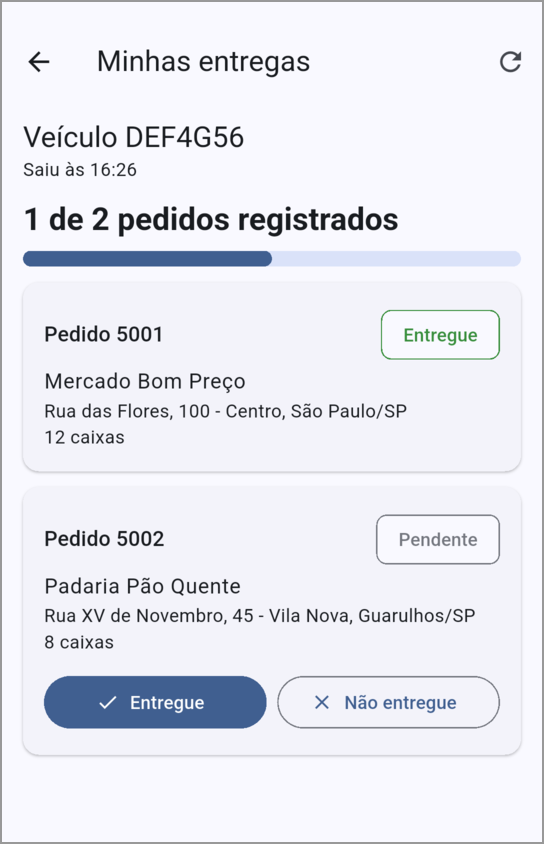 Minhas entregas
Veículo DEF4G56
Saiu às 16:26
1 de 2 pedidos registrados
Pedido 5001
Entregue
Mercado Bom Preço
Rua das Flores, 100 - Centro, São Paulo/SP
12 caixas
Pedido 5002
Pendente
Padaria Pão Quente
Rua XV de Novembro, 45 - Vila Nova, Guarulhos/SP
8 caixas
Entregue
Não entregue